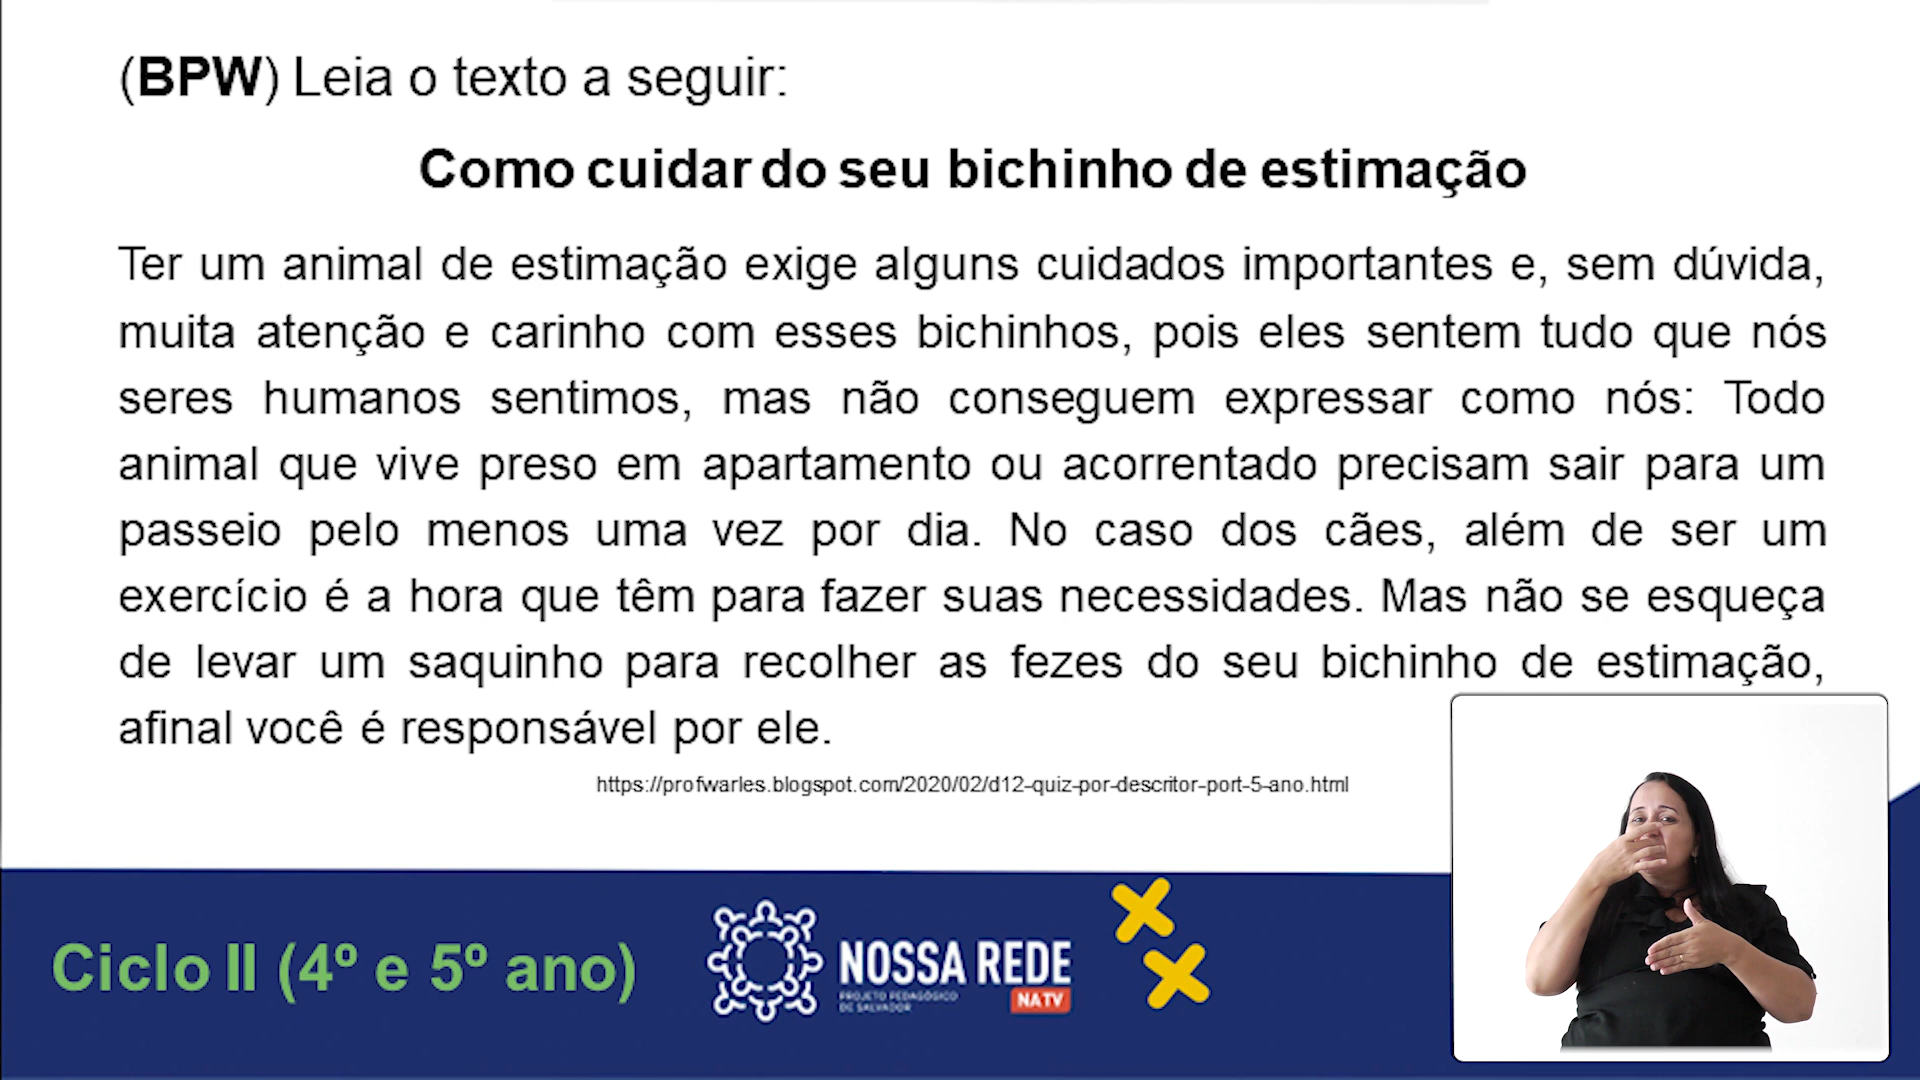 (BPW) Leia o texto a seguir:
Como cuidar do seu bichinho de estimação
Ter um animal de estimação exige alguns cuidados importantes e, sem dúvida,
muita atenção e carinho com esses bichinhos, pois eles sentem tudo que nós
seres humanos sentimos, mas não conseguem expressar como nós: Todo
animal que vive preso em apartamento ou acorrentado precisam sair para um
passeio pelo menos uma vez por dia. No caso dos cães, além de ser um
exercício é a hora que têm para fazer suas necessidades. Mas não se esqueça
de levar um saquinho para recolher as fezes do seu bichinho de estimação,
afinal você é responsável por ele.
https://profwarles.blogspot.com/2020/02/d12-quiz-por-descritor-port-5-ano.html
Ciclo II (4º e 5º ano)
NOSSA REDE
PROJETO PEDAGÓGICO
DE SALVADOR
NA TV